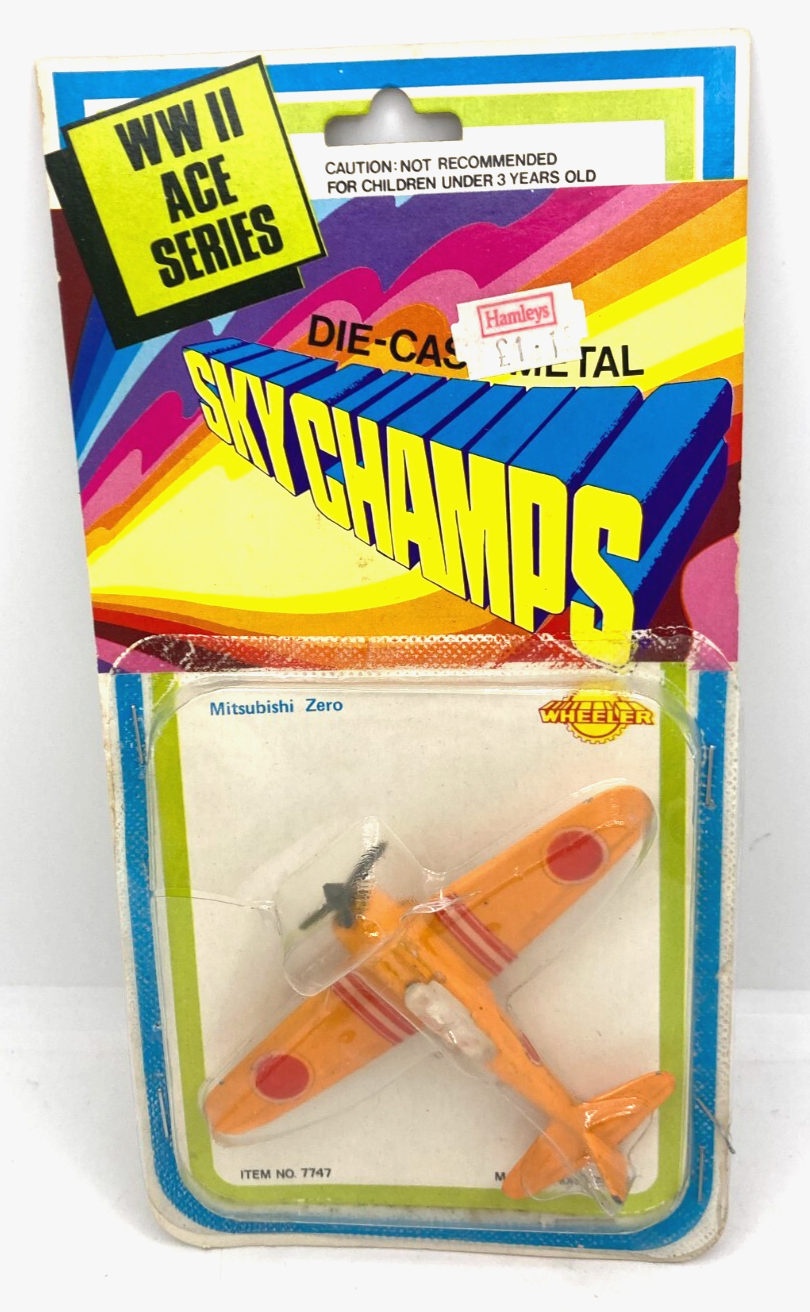 WW II
ACE
SERIES
CAUTION: NOT RECOMMENDED
FOR CHILDREN UNDER 3 YEARS OLD
Hamleys
DIE-CAS METAL
SKY CHAMPS
Mitsubishi Zero
WHEELER
ITEM NO. 7747